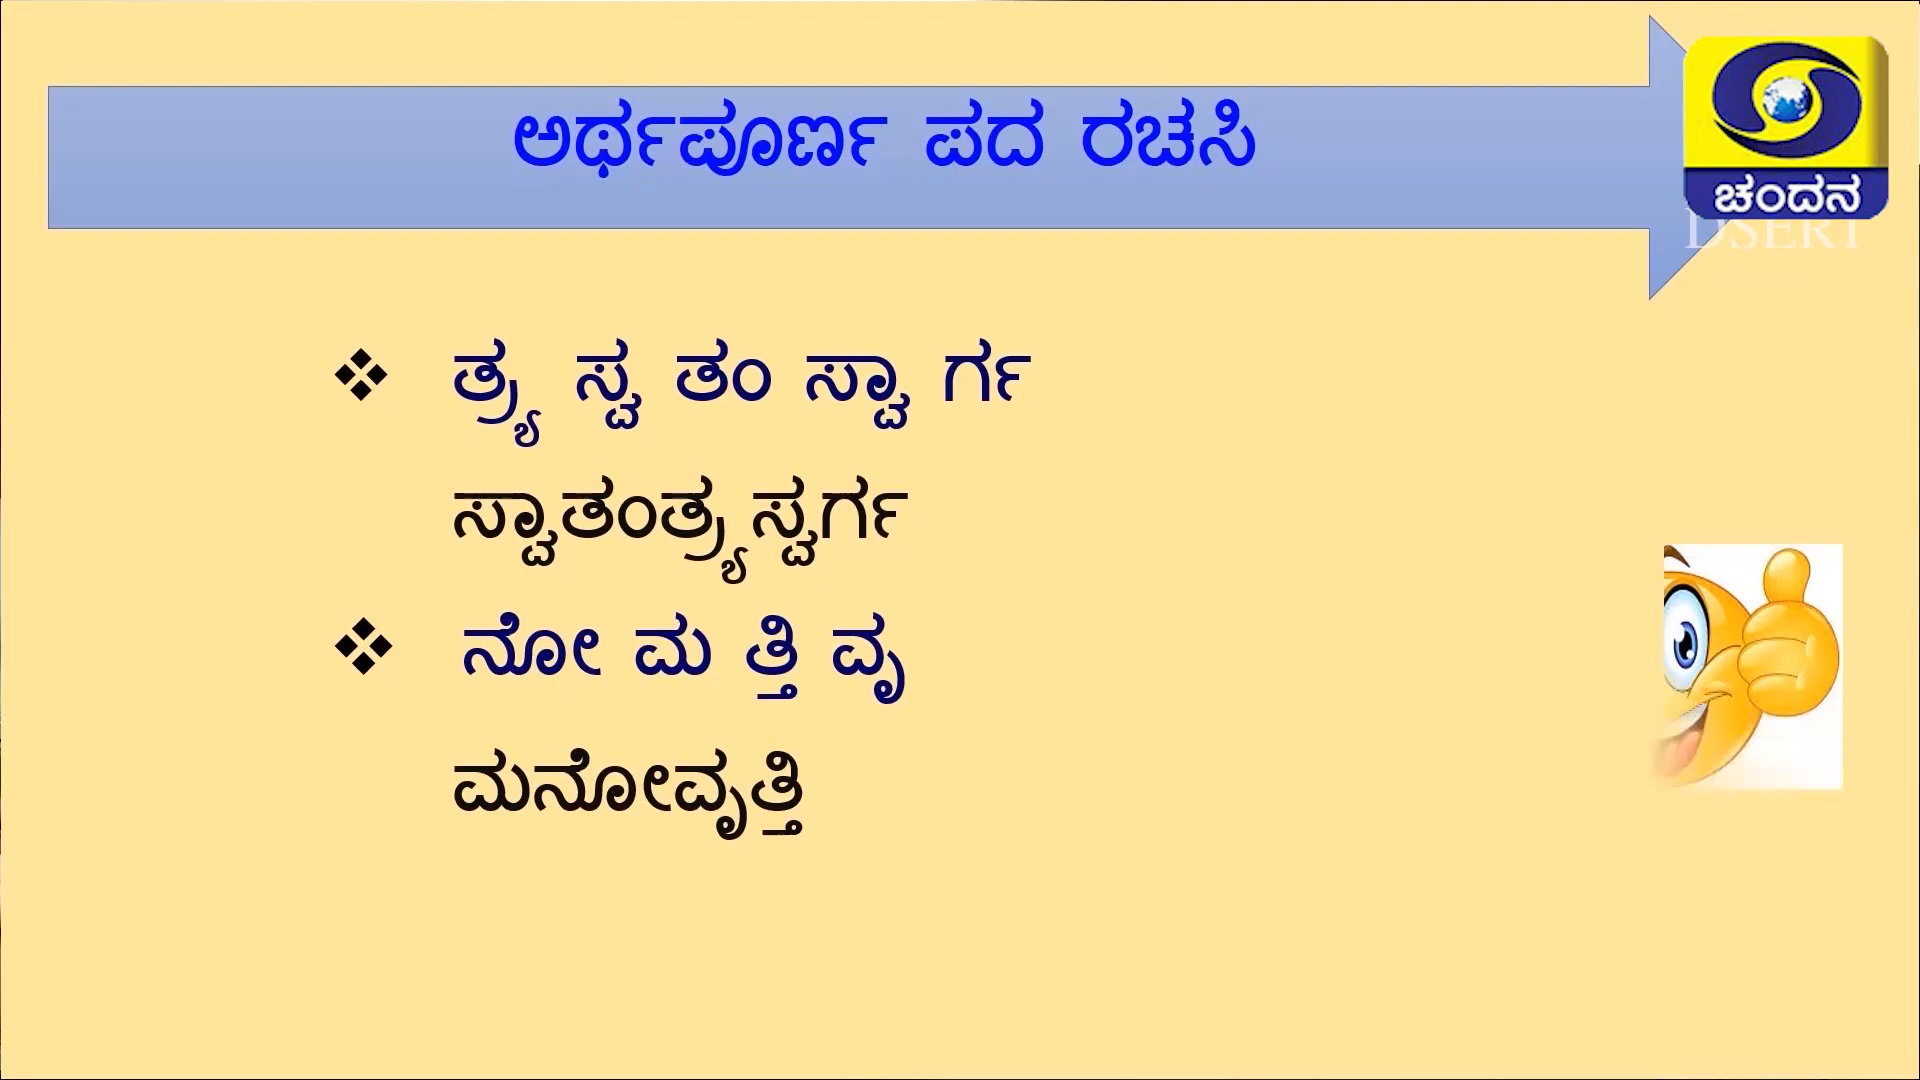 ಅರ್ಥಪೂರ್ಣ ಪದ ರಚಿಸಿ
ಚಂದನ
DSERT
❖ ತ್ರ್ಯ ಸ್ವ ತಂ ಸ್ವಾ ರ್ಗ
ಸ್ವಾತಂತ್ರ್ಯಸ್ವರ್ಗ
❖ ನೋ ಮ ತ್ತಿ ವೃ
ಮನೋವೃತ್ತಿ